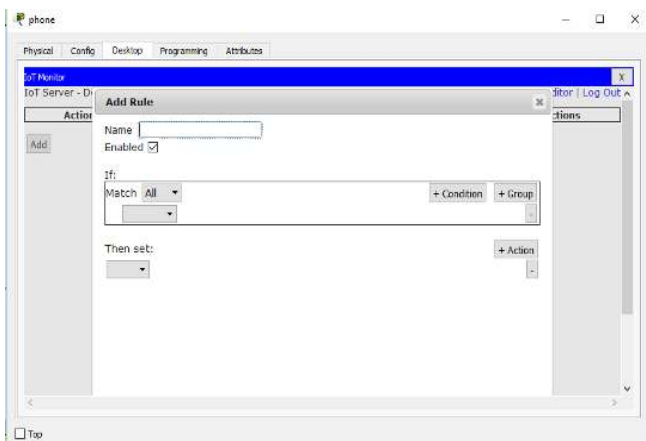 phone
Physical Config Desktop Programming Attributes
IoT Monitor X
IoT Server - D ditor | Log Out
Action ctions
Add
Add Rule
Name
Enabled
If:
Match All + Condition + Group
-
Then set: + Action
-
Top